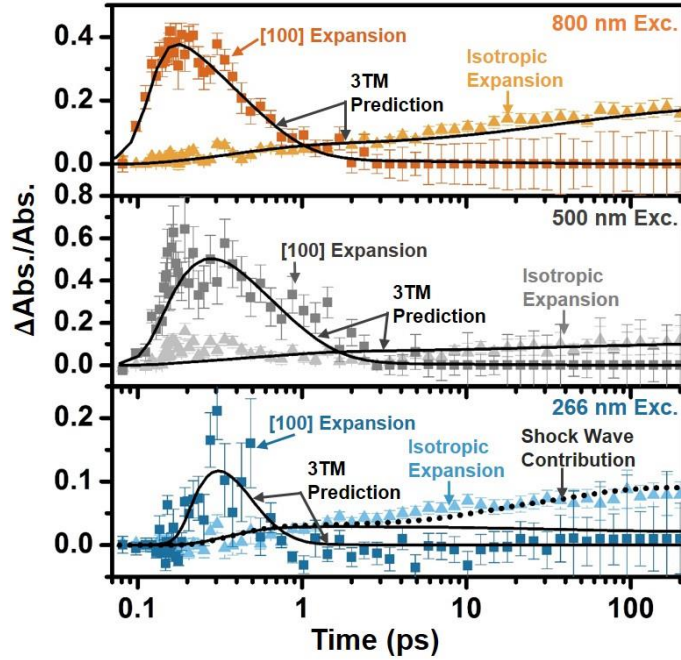 800 nm Exc.
[100] Expansion
3TM
Prediction
Isotropic
Expansion
0.4
0.2
0.0
500 nm Exc.
[100] Expansion
3TM
Prediction
Isotropic
Expansion
0.8
0.6
0.4
0.2
0.0
ΔAbs./Abs.
266 nm Exc.
[100] Expansion
3TM
Prediction
Isotropic
Expansion
Shock Wave
Contribution
0.2
0.1
0.0
0.1 1 10 100
Time (ps)